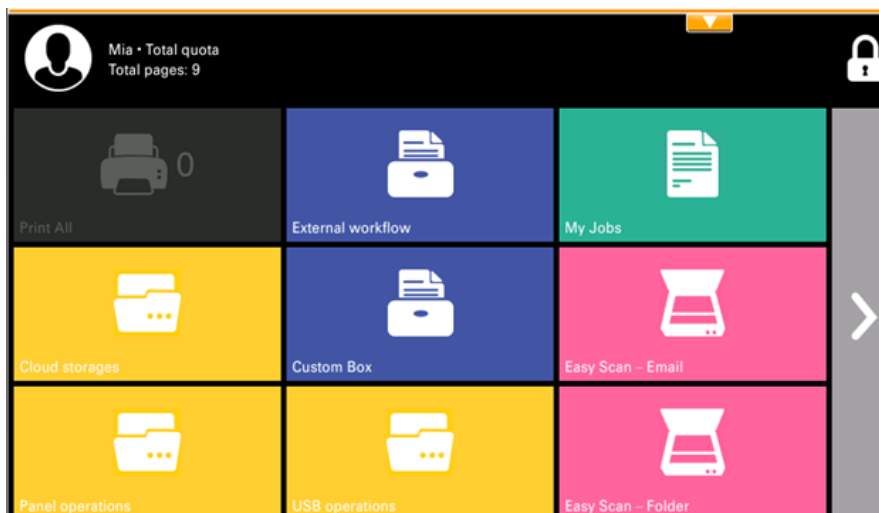 Mia • Total quota
Total pages: 9
0
Print All
External workflow
My Jobs
Cloud storages
Custom Box
Easy Scan – Email
Panel operations
USB operations
Easy Scan – Folder